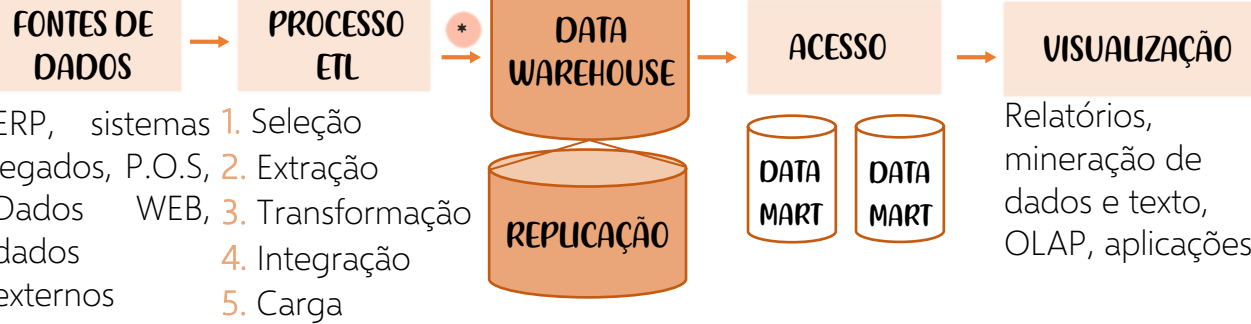 FONTES DE
DADOS
PROCESSO
ETL
*
DATA
WAREHOUSE
ACESSO
VISUALIZAÇÃO
ERP, sistemas
legados, P.O.S,
Dados WEB,
dados
externos
1. Seleção
2. Extração
3. Transformação
4. Integração
5. Carga
REPLICAÇÃO
DATA
MART
DATA
MART
Relatórios,
mineração de
dados e texto,
OLAP, aplicações